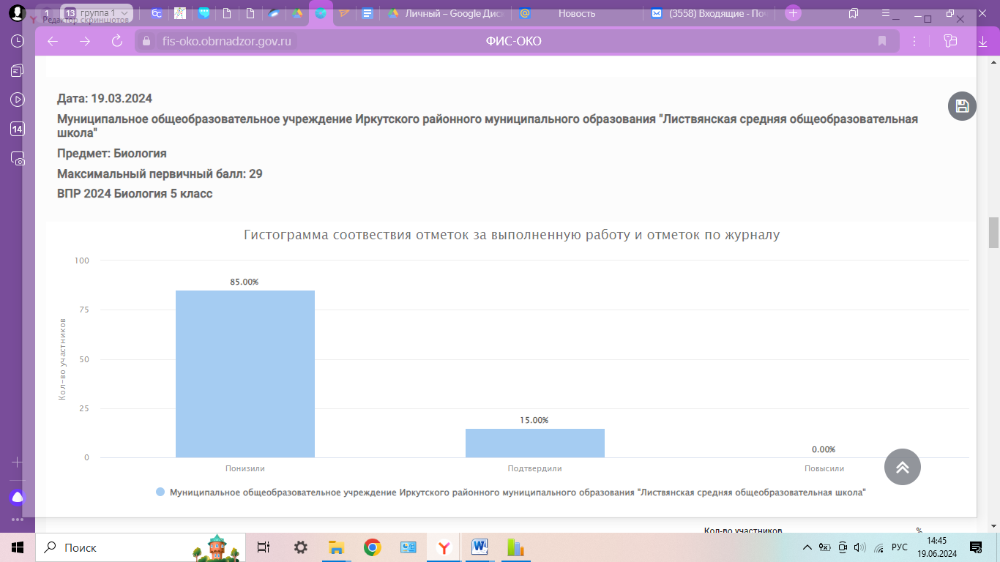 1
13 группа 1
Личный – Google Дис
Новость
(3558) Входящие - Поч
Редактор скриншотов
fis-oko.obrnadzor.gov.ru
ФИС-ОКО
14
Дата: 19.03.2024
Муниципальное общеобразовательное учреждение Иркутского районного муниципального образования "Листвянская средняя общеобразовательная
школа"
Предмет: Биология
Максимальный первичный балл: 29
ВПР 2024 Биология 5 класс
Гистограмма соотвествия отметок за выполненную работу и отметок по журналу
Кол-во участников
100
75
50
25
0
85.00%
15.00%
0.00%
Понизили
Подтвердили
Повысили
Муниципальное общеобразовательное учреждение Иркутского районного муниципального образования "Листвянская средняя общеобразовательная школа"
Кол-во участников
%
Поиск
РУС
14:45
19.06.2024